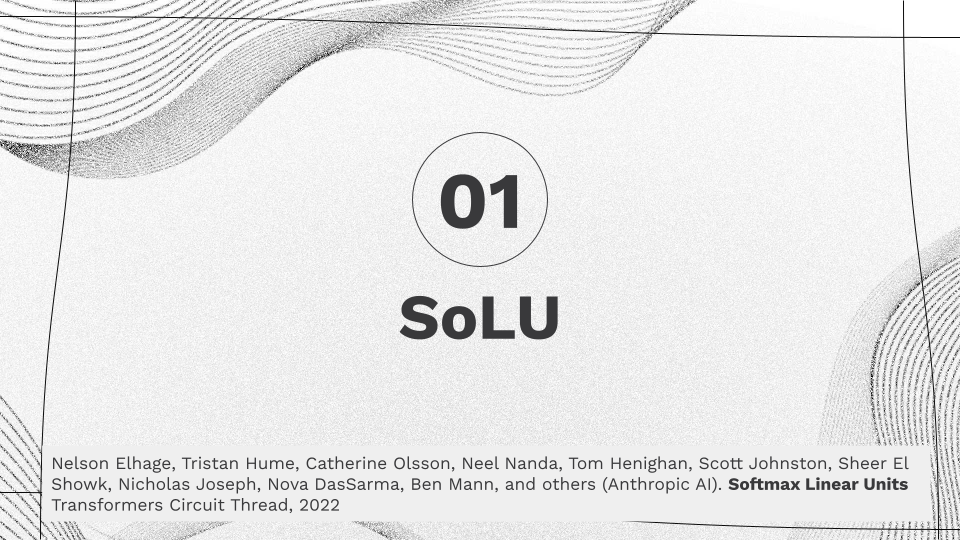 01
SoLU
Nelson Elhage, Tristan Hume, Catherine Olsson, Neel Nanda, Tom Henighan, Scott Johnston, Sheer El
Showk, Nicholas Joseph, Nova DasSarma, Ben Mann, and others (Anthropic AI). Softmax Linear Units
Transformers Circuit Thread, 2022